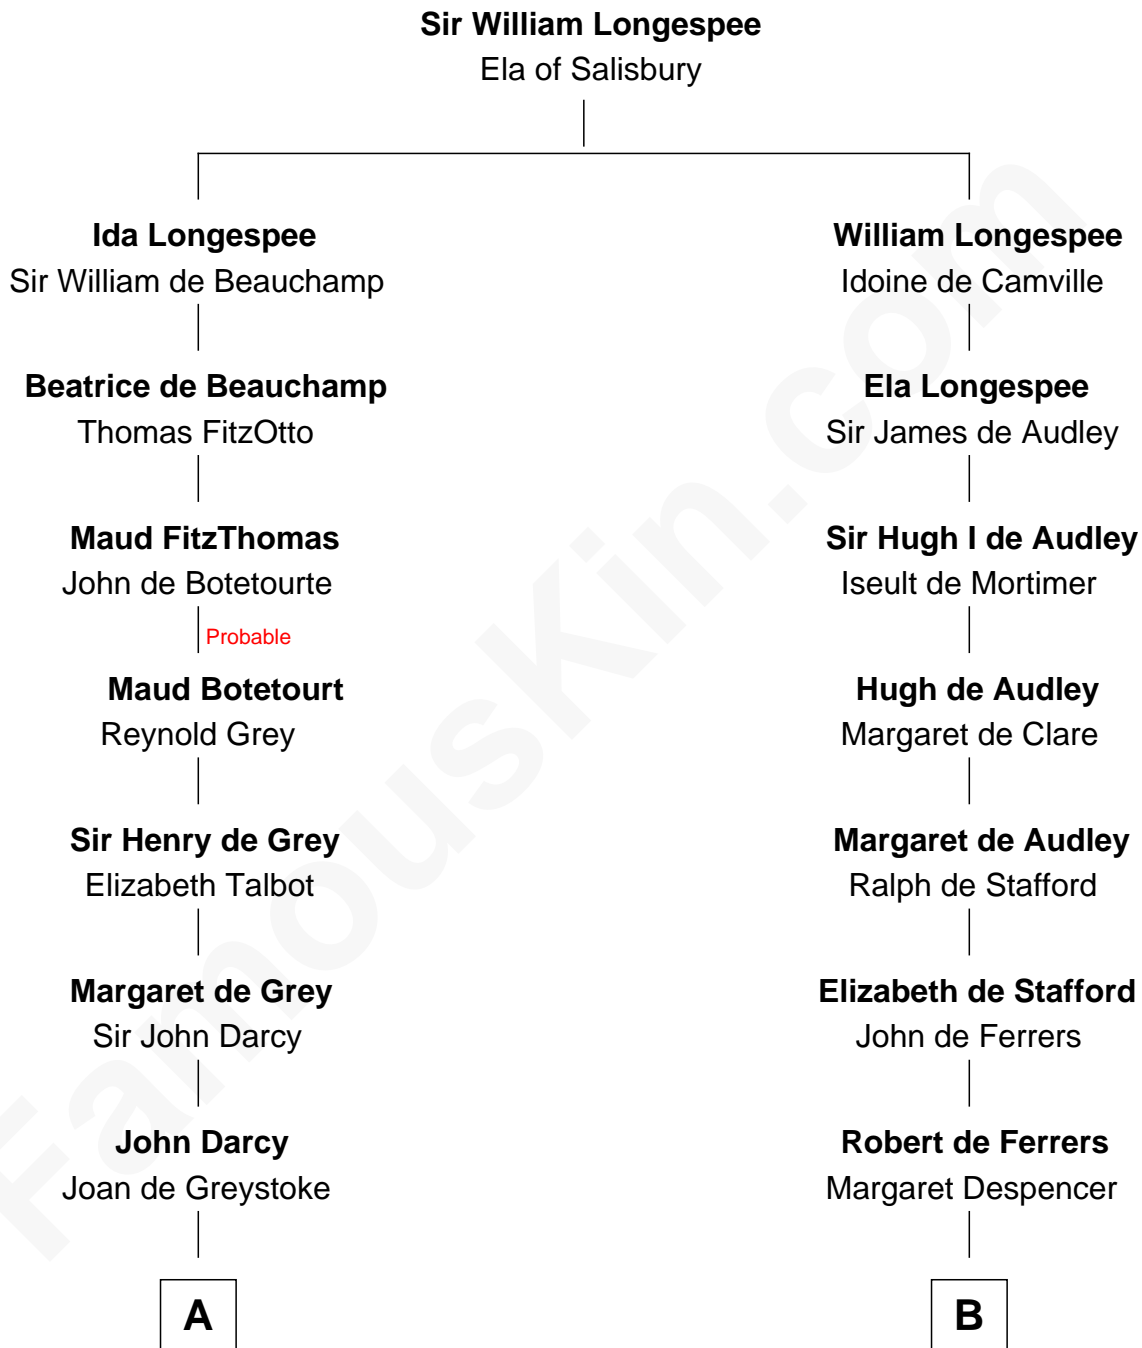 Sir William Longespee
Ela of Salisbury
Ida Longespee
Sir William de Beauchamp
William Longespee
Idoine de Camville
Beatrice de Beauchamp
Thomas FitzOtto
Ela Longespee
Sir James de Audley
Maud FitzThomas
John de Botetourte
Sir Hugh I de Audley
Iseult de Mortimer
Probable
Maud Botetourt
Reynold Grey
Hugh de Audley
Margaret de Clare
Sir Henry de Grey
Elizabeth Talbot
Margaret de Audley
Ralph de Stafford
Margaret de Grey
Sir John Darcy
Elizabeth de Stafford
John de Ferrers
John Darcy
Joan de Greystoke
Robert de Ferrers
Margaret Despencer
A
B
FamousKin.com